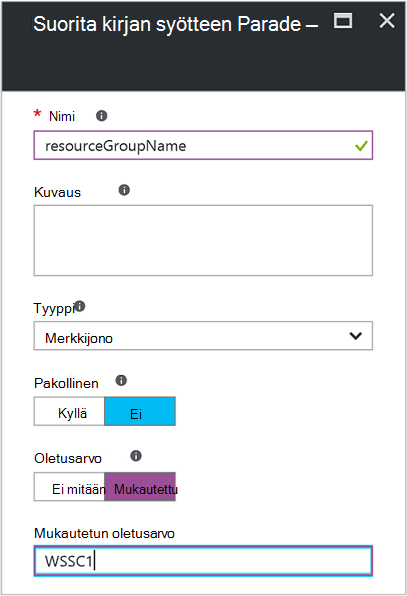 Suorita kirjan syötteen Parade —
* Nimi
resourceGroupName
Kuvaus
Tyyppi
Merkkijono
Pakollinen
Kyllä Ei
Oletusarvo
Ei mitään Mukautettu
Mukautetun oletusarvo
WSSC1